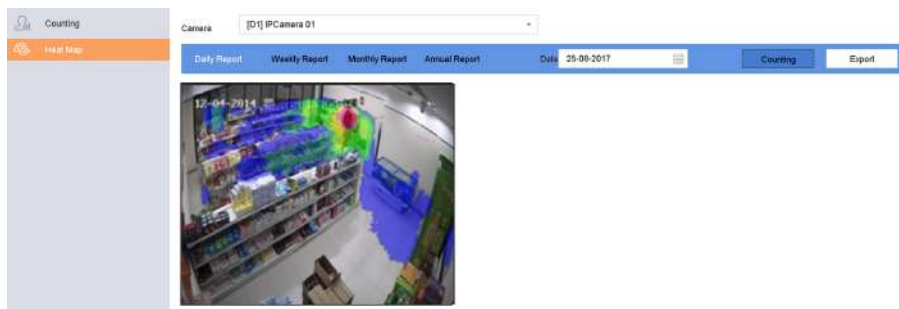 Counting
Camera [D1] IPCamera 01
Heat Map
Daily Report Weekly Report Monthly Report Annual Report Date 25-08-2017 Counting Export
12-04-2014